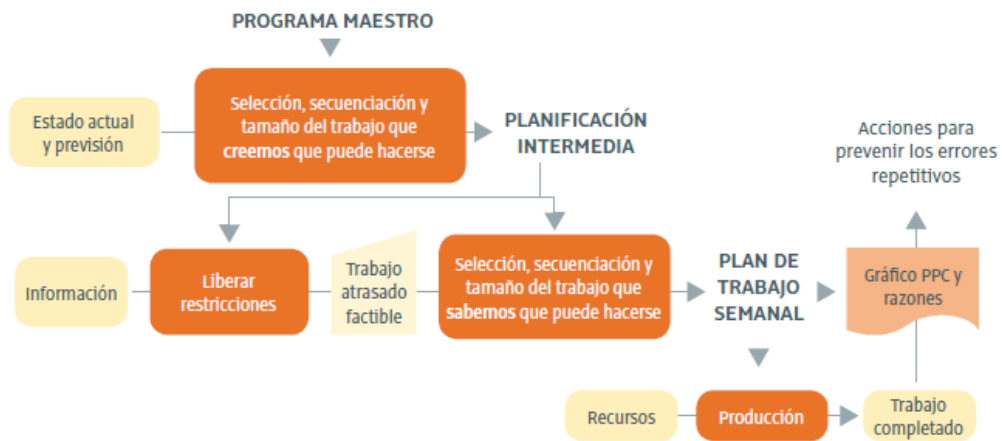 PROGRAMA MAESTRO
Estado actual
y previsión
Selección, secuenciación y
tamaño del trabajo que
creemos que puede hacerse
PLANIFICACIÓN
INTERMEDIA
Acciones para
prevenir los errores
repetitivos
Información
Liberar
restricciones
Trabajo
atrasado
factible
Selección, secuenciación y
tamaño del trabajo que
sabemos que puede hacerse
PLAN DE
TRABAJO
SEMANAL
Gráfico PPC y
razones
Recursos
Producción
Trabajo
completado